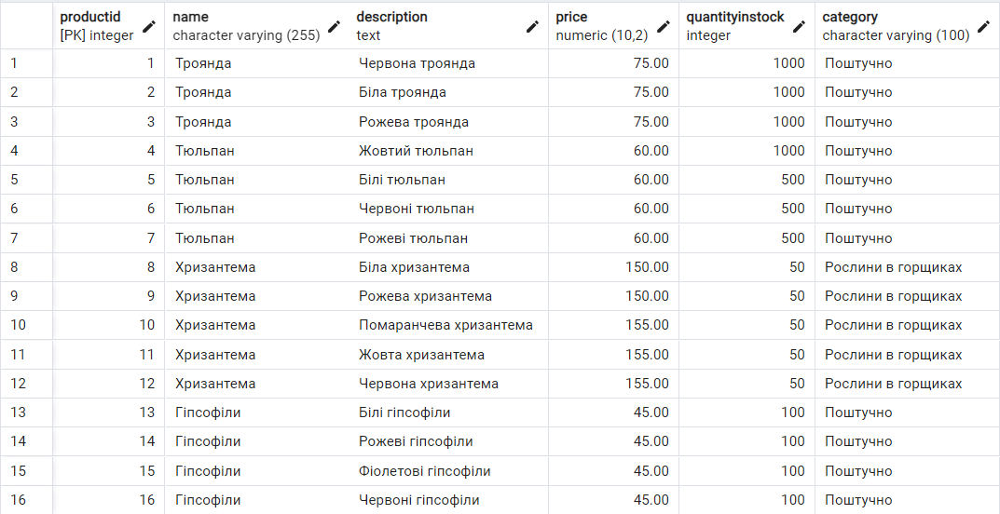 productid name description price quantityinstock category
[PK] integer character varying (255) text numeric (10,2) integer character varying (100)
1 1 Троянда Червона троянда 75.00 1000 Поштучно
2 2 Троянда Біла троянда 75.00 1000 Поштучно
3 3 Троянда Рожева троянда 75.00 1000 Поштучно
4 4 Тюльпан Жовтий тюльпан 60.00 1000 Поштучно
5 5 Тюльпан Білі тюльпан 60.00 500 Поштучно
6 6 Тюльпан Червоні тюльпан 60.00 500 Поштучно
7 7 Тюльпан Рожеві тюльпан 60.00 500 Поштучно
8 8 Хризантема Біла хризантема 150.00 50 Рослини в горщиках
9 9 Хризантема Рожева хризантема 150.00 50 Рослини в горщиках
10 10 Хризантема Помаранчева хризантема 155.00 50 Рослини в горщиках
11 11 Хризантема Жовта хризантема 155.00 50 Рослини в горщиках
12 12 Хризантема Червона хризантема 155.00 50 Рослини в горщиках
13 13 Гіпсофіли Білі гіпсофіли 45.00 100 Поштучно
14 14 Гіпсофіли Рожеві гіпсофіли 45.00 100 Поштучно
15 15 Гіпсофіли Фіолетові гіпсофіли 45.00 100 Поштучно
16 16 Гіпсофіли Червоні гіпсофіли 45.00 100 Поштучно